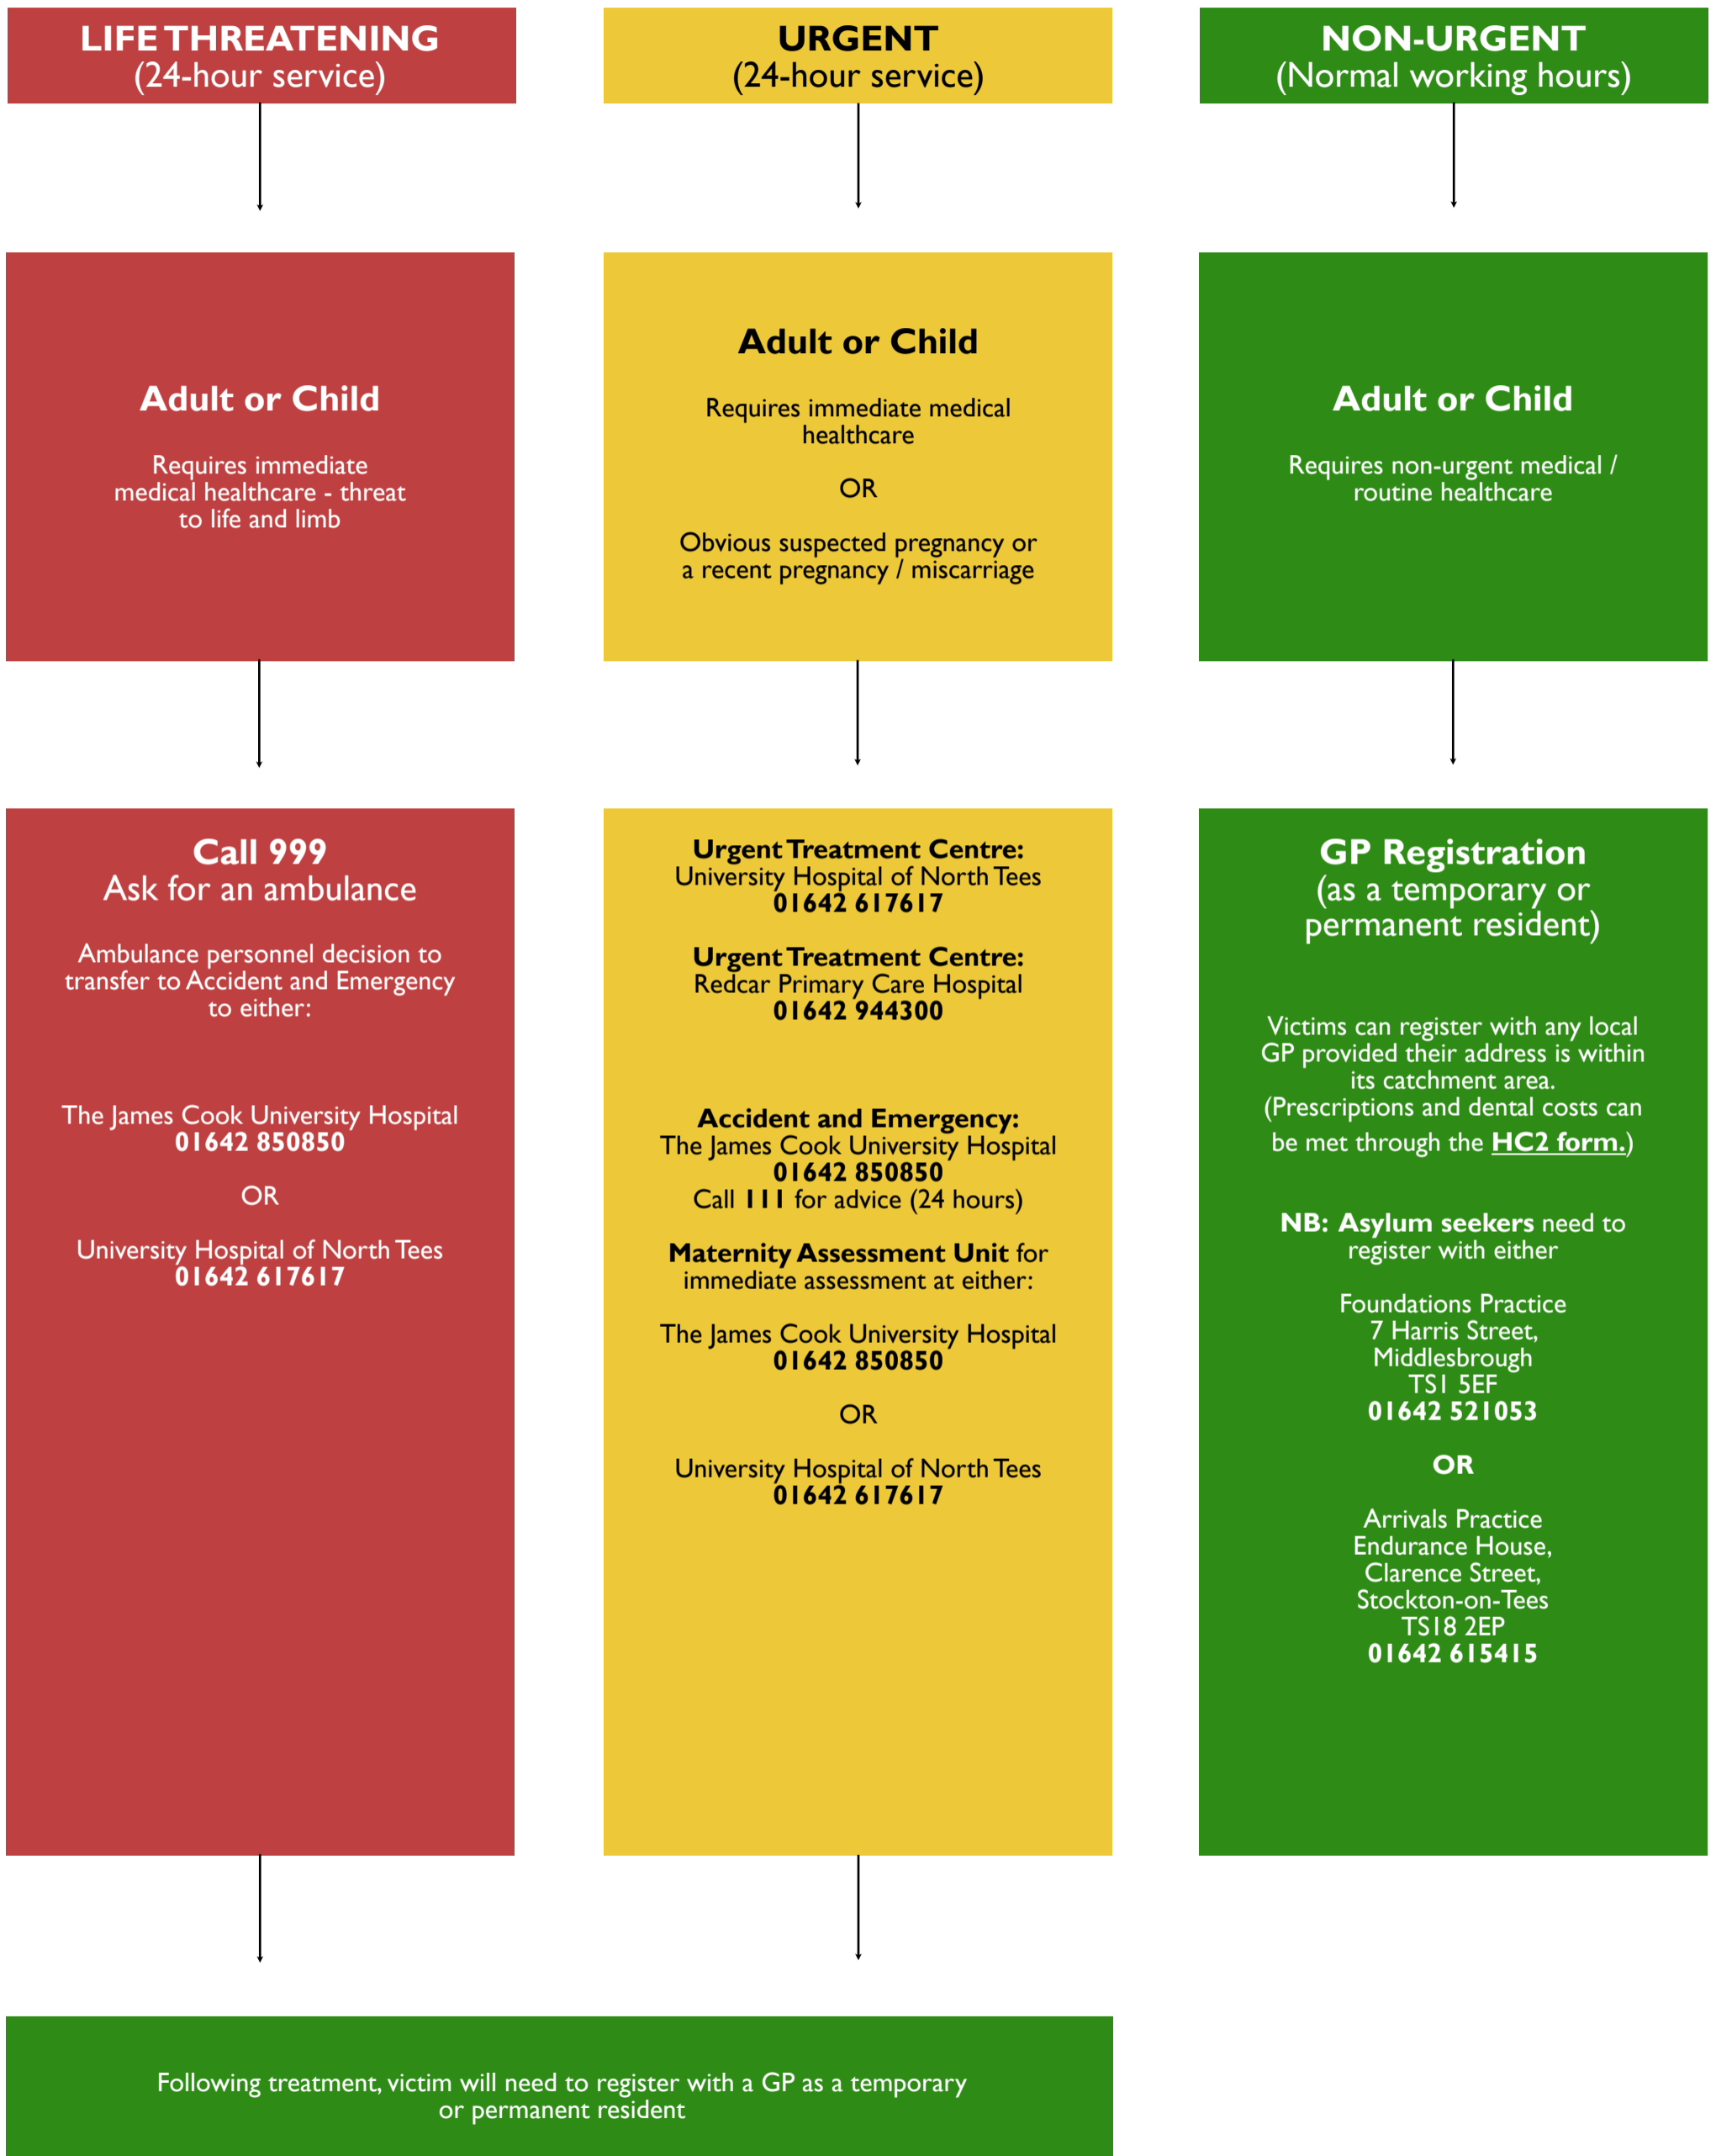 LIFE THREATENING
(24-hour service)
Adult or Child
Requires immediate
medical healthcare - threat
to life and limb
Call 999
Ask for an ambulance
Ambulance personnel decision to
transfer to Accident and Emergency
to either:
The James Cook University Hospital
01642 850850
OR
University Hospital of North Tees
01642 617617
URGENT
(24-hour service)
Adult or Child
Requires immediate medical
healthcare
OR
Obvious suspected pregnancy or
a recent pregnancy / miscarriage
Urgent Treatment Centre:
University Hospital of North Tees
01642 617617
Urgent Treatment Centre:
Redcar Primary Care Hospital
01642 944300
Accident and Emergency:
The James Cook University Hospital
01642 850850
Call 111 for advice (24 hours)
Maternity Assessment Unit for
immediate assessment at either:
The James Cook University Hospital
01642 850850
OR
University Hospital of North Tees
01642 617617
NON-URGENT
(Normal working hours)
Adult or Child
Requires non-urgent medical /
routine healthcare
GP Registration
(as a temporary or
permanent resident)
Victims can register with any local
GP provided their address is within
its catchment area.
(Prescriptions and dental costs can
be met through the HC2 form.)
NB: Asylum seekers need to
register with either
Foundations Practice
7 Harris Street,
Middlesbrough
TS1 5EF
01642 521053
OR
Arrivals Practice
Endurance House,
Clarence Street,
Stockton-on-Tees
TS18 2EP
01642 615415
Following treatment, victim will need to register with a GP as a temporary
or permanent resident